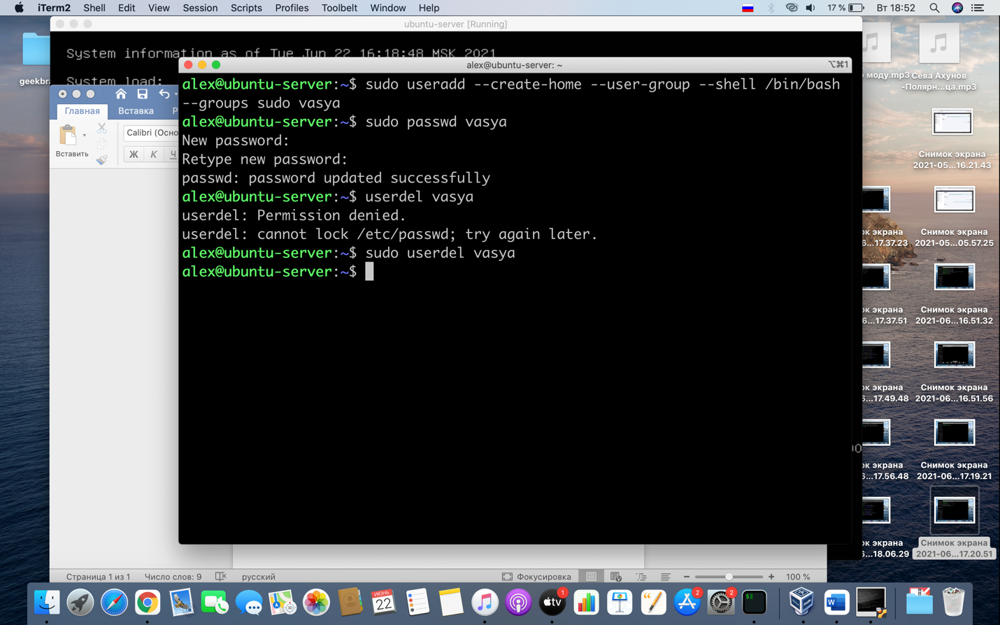 iTerm2 Shell Edit View Session Scripts Profiles Toolbelt Window Help 17 % Вт 18:52
ubuntu-server [Running]
System information as of Tue Jun 22 16:18:48 MSK 2021
System load:
geekbra
alex@ubuntu-server: ~ ⌥⌘1
alex@ubuntu-server:~$ sudo useradd --create-home --user-group --shell /bin/bash
--groups sudo vasya
alex@ubuntu-server:~$ sudo passwd vasya
New password:
Retype new password:
passwd: password updated successfully
alex@ubuntu-server:~$ userdel vasya
userdel: Permission denied.
userdel: cannot lock /etc/passwd; try again later.
alex@ubuntu-server:~$ sudo userdel vasya
alex@ubuntu-server:~$
Главная Вставка Р
Calibri (Осно
Вставить Ж К Ч
о моду.mp3
Сева Ахунов
-Полярн...ца.mp3
Снимок экрана
2021-05...16.21.43
ок экрана
6...17.37.23
Снимок экрана
2021-05...05.57.25
ок экрана
6...17.37.51
Снимок экрана
2021-06...16.51.32
ок экрана
6...17.49.48
Снимок экрана
2021-06...16.51.56
ок экрана
6...17.56.48
Снимок экрана
2021-06...17.19.21
ок экрана
6...18.06.29
Снимок экрана
2021-06...17.20.51
Страница 1 из 1 Число слов: 9 русский Фокусировка 100 %
ИЮНЬ
22
tv
1
2
2
W